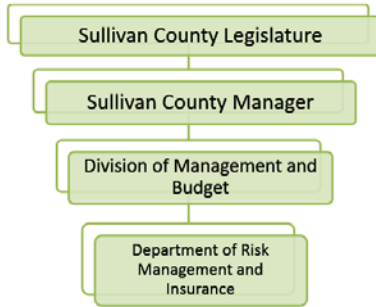 Sullivan County Legislature
Sullivan County Manager
Division of Management and
Budget
Department of Risk
Management and
Insurance